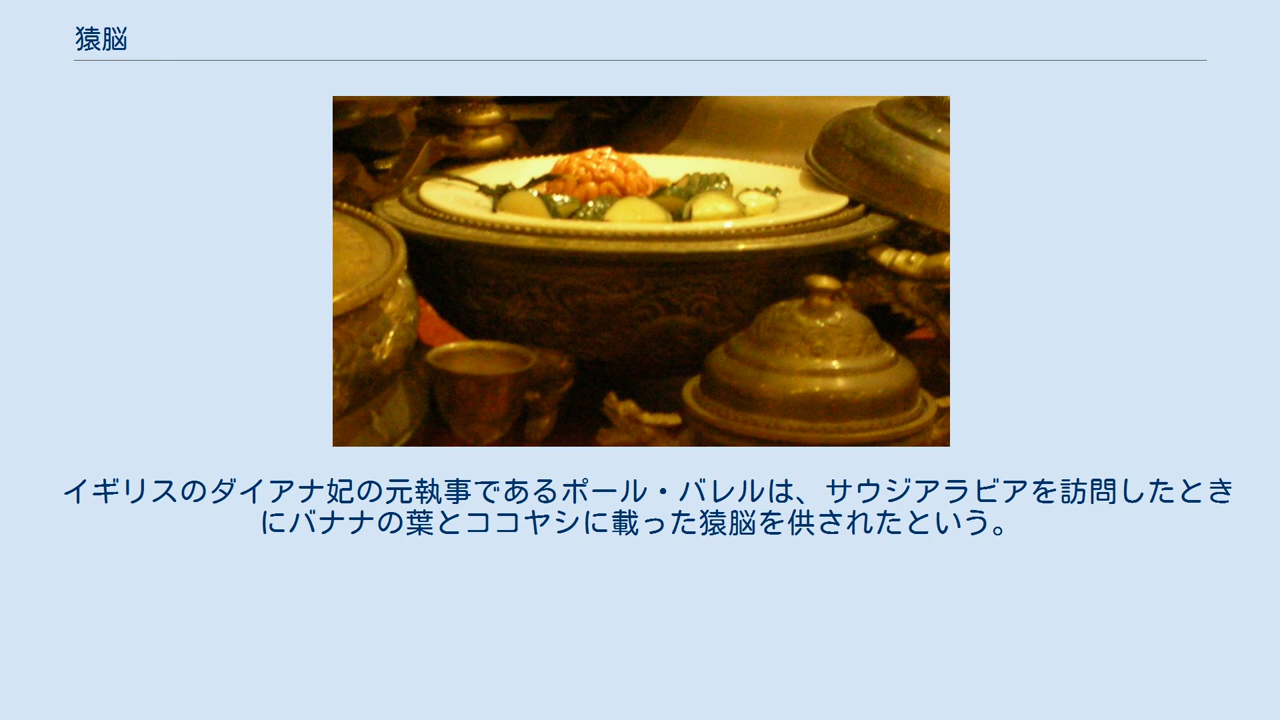 猿脳
イギリスのダイアナ妃の元執事であるポール・バレルは、サウジアラビアを訪問したとき
にバナナの葉とココヤシに載った猿脳を供されたという。